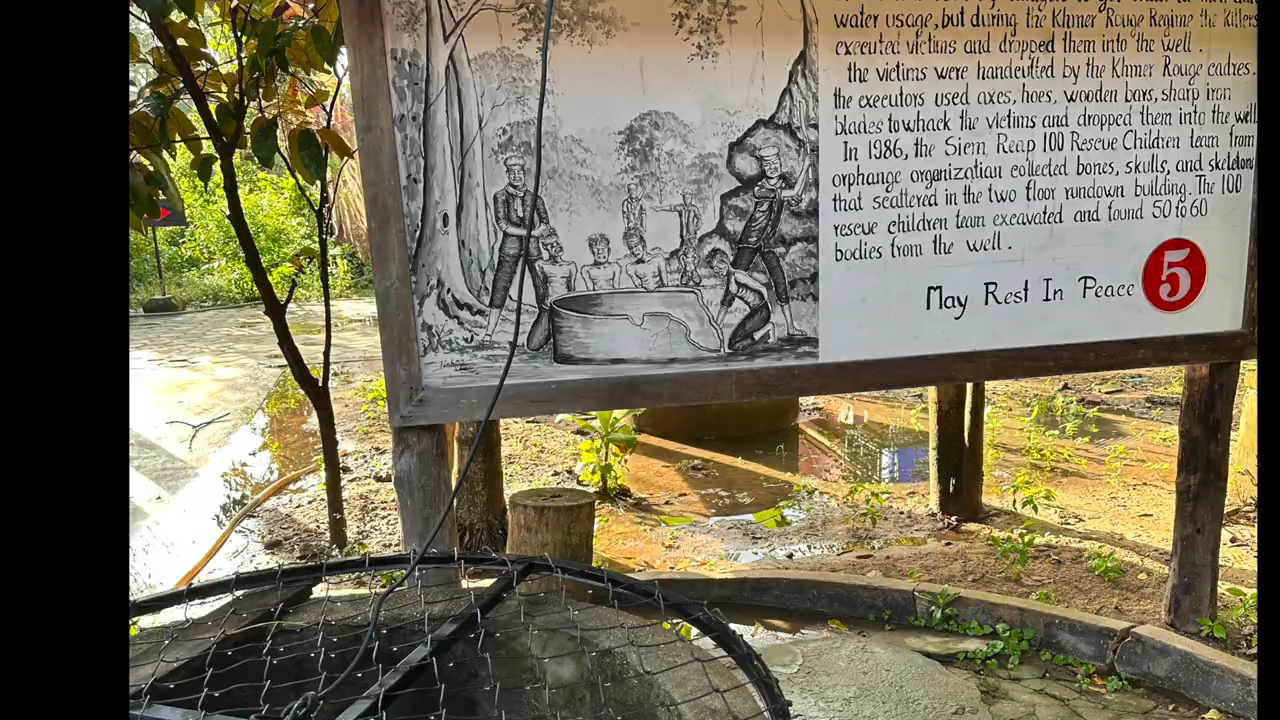 water usage, but during the Khmer Rouge Regime the killers
executed victims and dropped them into the well .
the victims were handcuffed by the Khmer Rouge cadres.
the executors used axes, hoes, wooden bars, sharp iron
blades to whack the victims and dropped them into the well
In 1986, the Siem Reap 100 Rescue Children team from
orphange organization collected bones, skulls, and skeletons
that scattered in the two floor rundown building. The 100
rescue children team excavated and found 50 to 60
bodies from the well .
May Rest In Peace
5